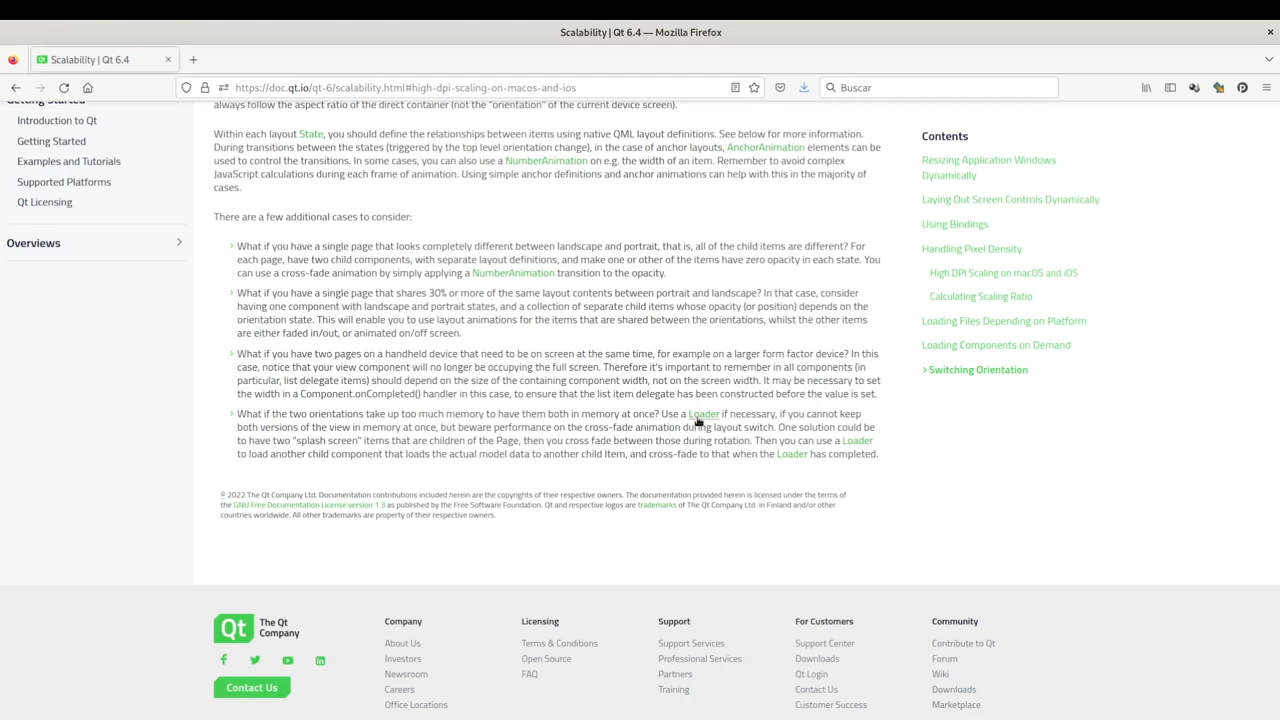 Scalability | Qt 6.4 — Mozilla Firefox
Scalability | Qt 6.4
https://doc.qt.io/qt-6/scalability.html#high-dpi-scaling-on-macos-and-ios
Buscar
Getting Started
Introduction to Qt
Getting Started
Examples and Tutorials
Supported Platforms
Qt Licensing
Overviews
always follow the aspect ratio of the direct container (not the "orientation" of the current device screen).
Within each layout State, you should define the relationships between items using native QML layout definitions. See below for more information.
During transitions between the states (triggered by the top level orientation change), in the case of anchor layouts, AnchorAnimation elements can be
used to control the transitions. In some cases, you can also use a NumberAnimation on e.g. the width of an item. Remember to avoid complex
JavaScript calculations during each frame of animation. Using simple anchor definitions and anchor animations can help with this in the majority of
cases.
There are a few additional cases to consider:
What if you have a single page that looks completely different between landscape and portrait, that is, all of the child items are different? For
each page, have two child components, with separate layout definitions, and make one or other of the items have zero opacity in each state. You
can use a cross-fade animation by simply applying a NumberAnimation transition to the opacity.
What if you have a single page that shares 30% or more of the same layout contents between portrait and landscape? In that case, consider
having one component with landscape and portrait states, and a collection of separate child items whose opacity (or position) depends on the
orientation state. This will enable you to use layout animations for the items that are shared between the orientations, whilst the other items
are either faded in/out, or animated on/off screen.
What if you have two pages on a handheld device that need to be on screen at the same time, for example on a larger form factor device? In this
case, notice that your view component will no longer be occupying the full screen. Therefore it's important to remember in all components (in
particular, list delegate items) should depend on the size of the containing component width, not on the screen width. It may be necessary to set
the width in a Component.onCompleted() handler in this case, to ensure that the list item delegate has been constructed before the value is set.
What if the two orientations take up too much memory to have them both in memory at once? Use a Loader if necessary, if you cannot keep
both versions of the view in memory at once, but beware performance on the cross-fade animation during layout switch. One solution could be
to have two "splash screen" items that are children of the Page, then you cross fade between those during rotation. Then you can use a Loader
to load another child component that loads the actual model data to another child Item, and cross-fade to that when the Loader has completed.
© 2022 The Qt Company Ltd. Documentation contributions included herein are the copyrights of their respective owners. The documentation provided herein is licensed under the terms of
the GNU Free Documentation License version 1.3 as published by the Free Software Foundation. Qt and respective logos are trademarks of The Qt Company Ltd. in Finland and/or other
countries worldwide. All other trademarks are property of their respective owners.
Contents
Resizing Application Windows
Dynamically
Laying Out Screen Controls Dynamically
Using Bindings
Handling Pixel Density
High DPI Scaling on macOS and iOS
Calculating Scaling Ratio
Loading Files Depending on Platform
Loading Components on Demand
Switching Orientation
Qt The Qt
Company
Contact Us
Company
About Us
Investors
Newsroom
Careers
Office Locations
Licensing
Terms & Conditions
Open Source
FAQ
Support
Support Services
Professional Services
Partners
Training
For Customers
Support Center
Downloads
Qt Login
Contact Us
Customer Success
Community
Contribute to Qt
Forum
Wiki
Downloads
Marketplace